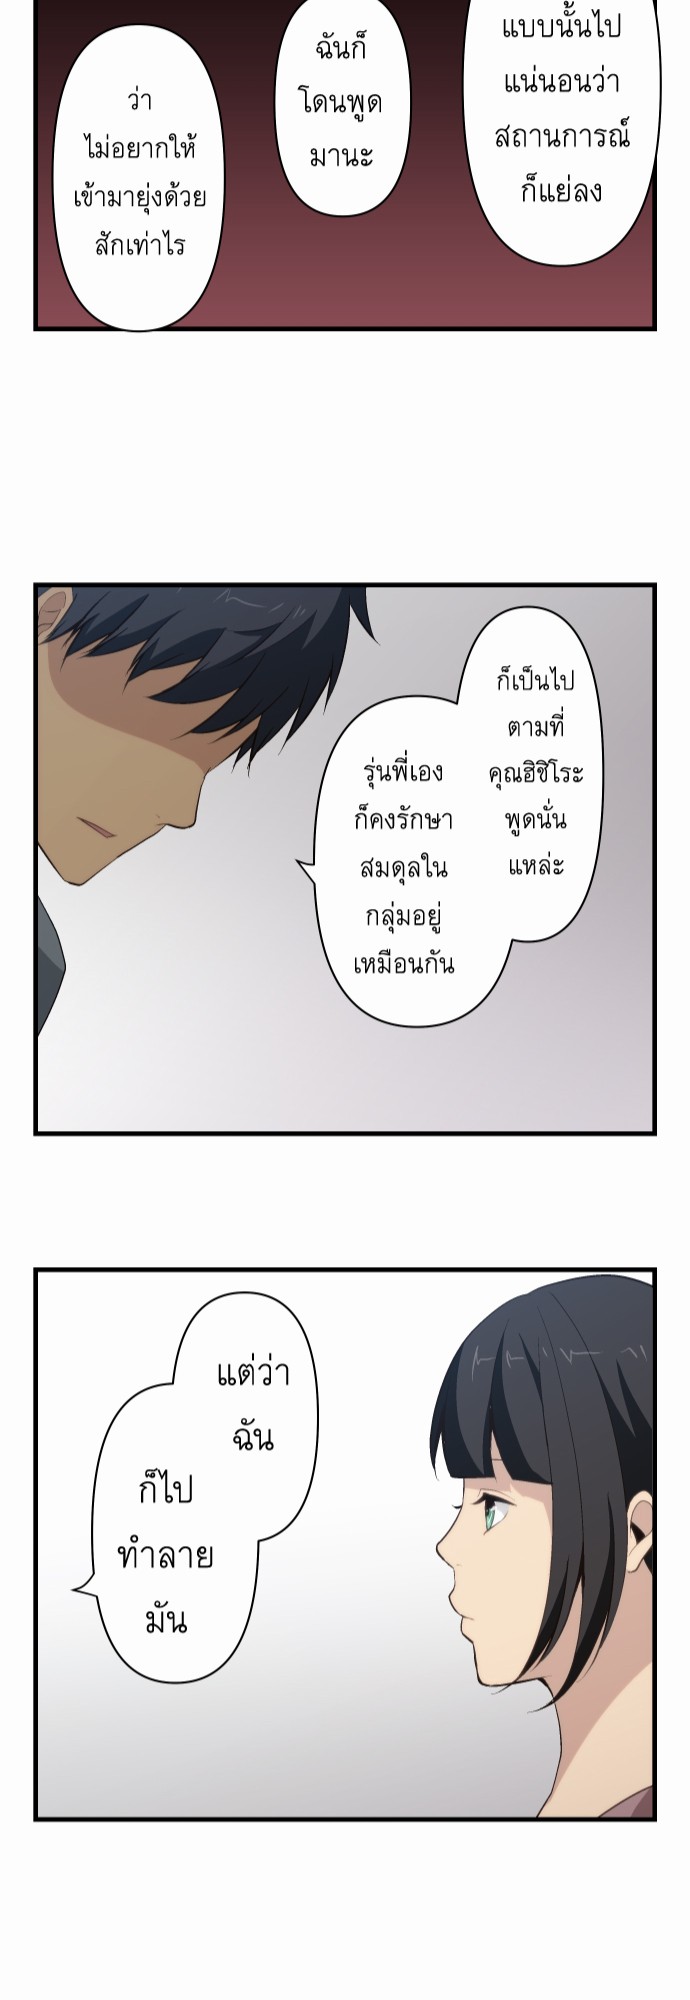 แบบนั้นไป
แน่นอนว่า
สถานการณ์
ก็แย่ลง
ฉันก็
โดนพูด
มานะ
ว่า
ไม่อยากให้
เข้ามายุ่งด้วย
สักเท่าไร
ก็เป็นไป
ตามที่
คุณฮิชิโระ
พูดนั่น
แหล่ะ
รุ่นพี่เอง
ก็คงรักษา
สมดุลใน
กลุ่มอยู่
เหมือนกัน
แต่ว่า
ฉัน
ก็ไป
ทำลาย
มัน